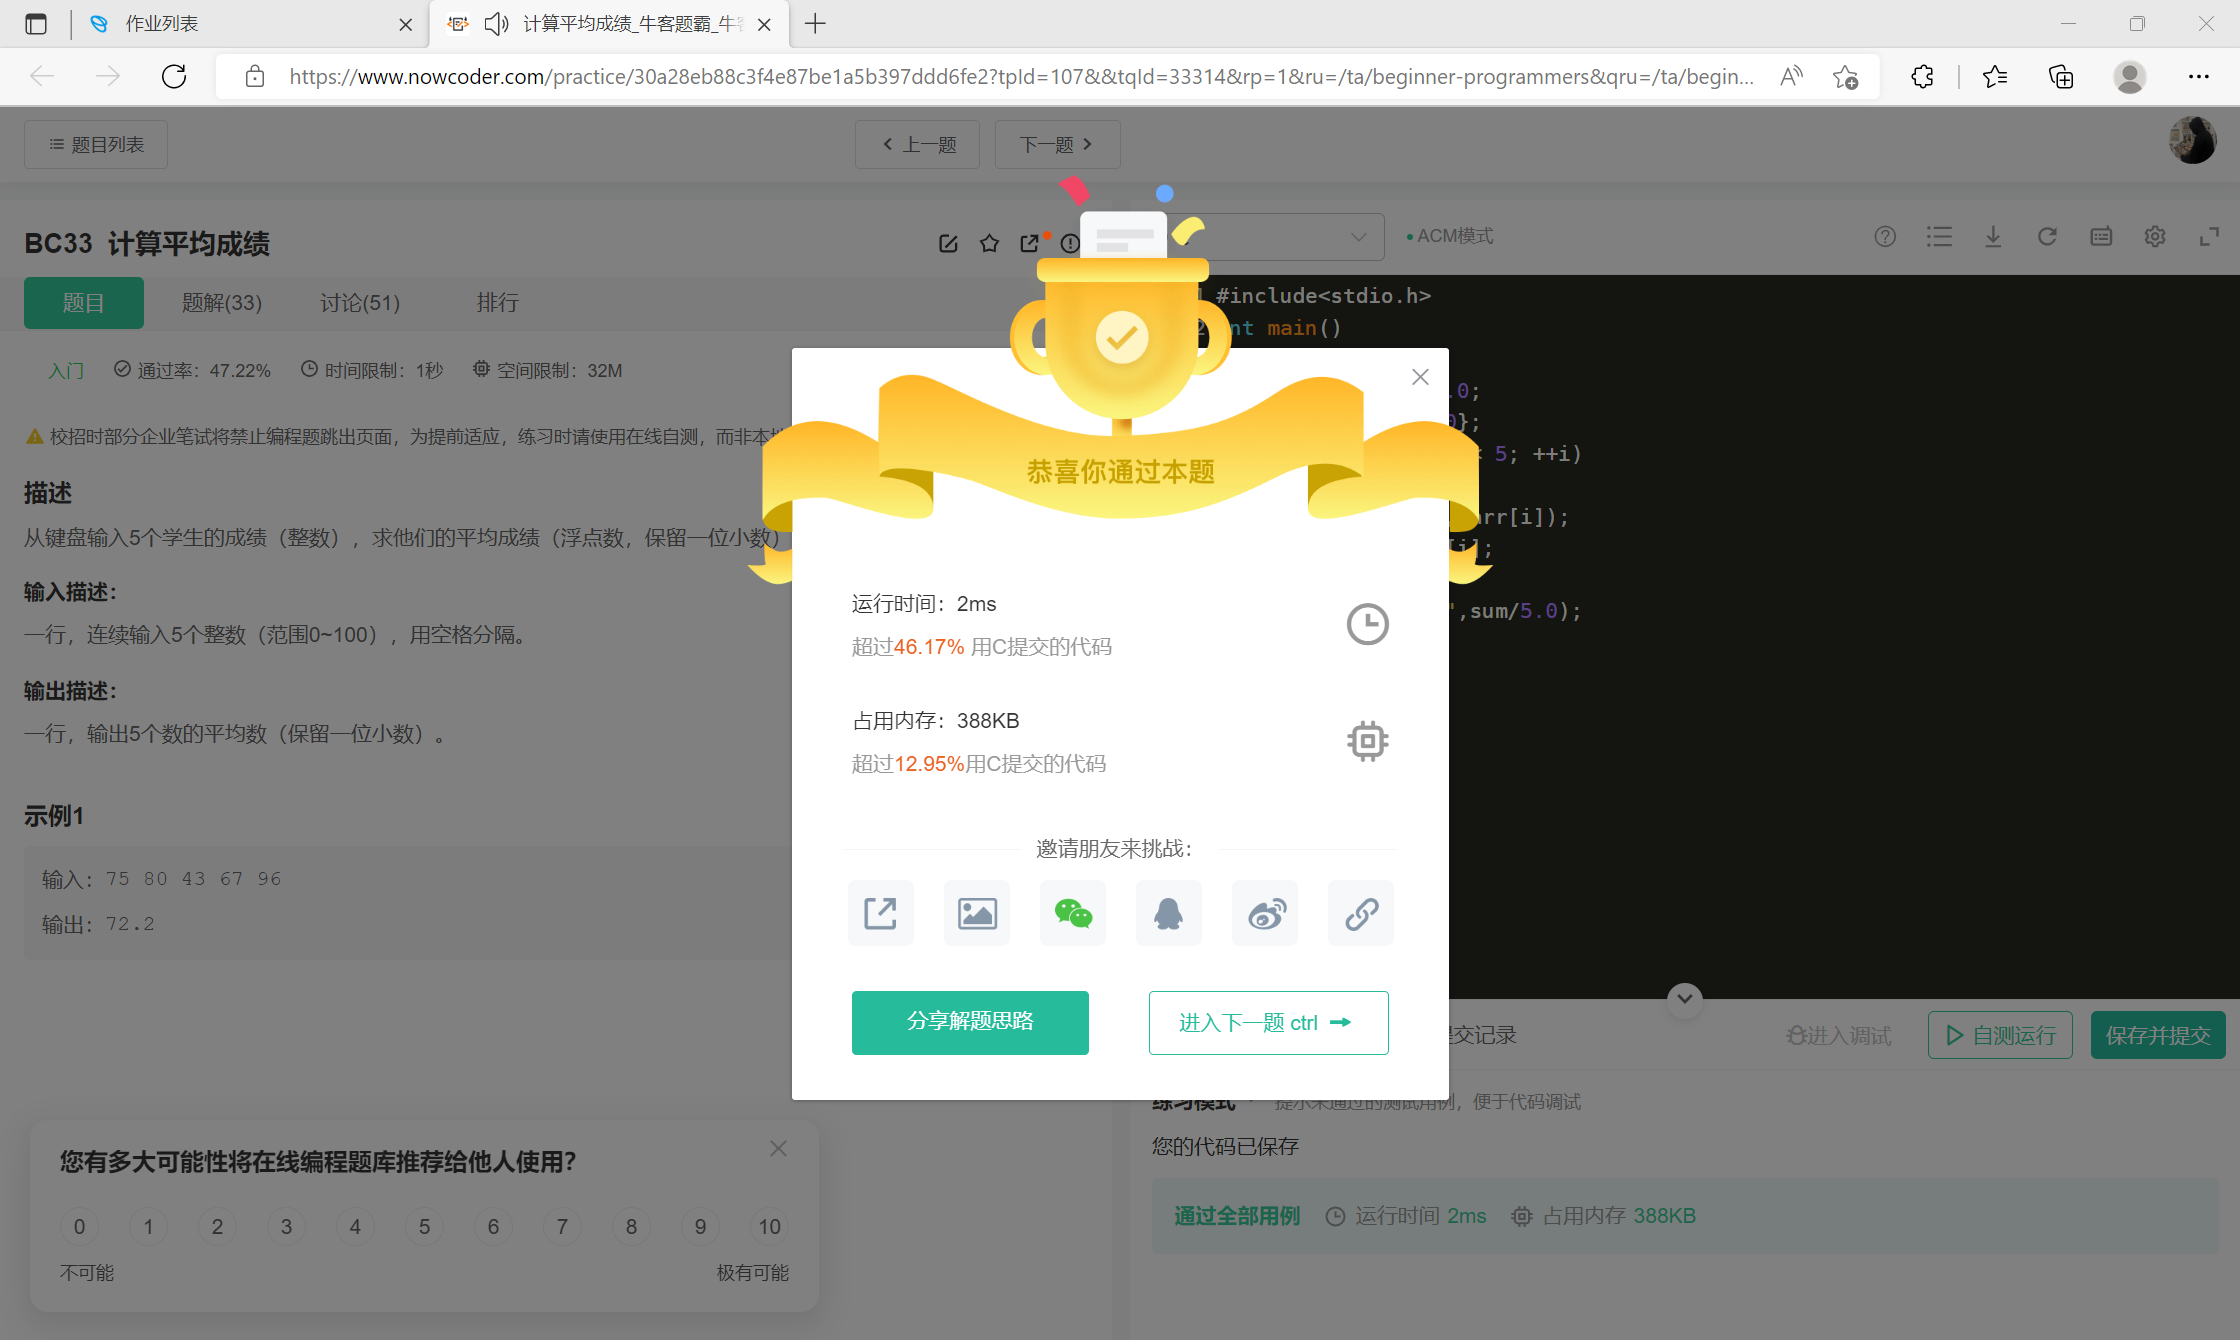 作业列表
计算平均成绩_牛客题霸_牛
https://www.nowcoder.com/practice/30a28eb88c3f4e87be1a5b397ddd6fe2?tpId=107&&tqId=33314&rp=1&ru=/ta/beginner-programmers&qru=/ta/begin...
题目列表
上一题
下一题
BC33 计算平均成绩
ACM模式
题目
题解(33)
讨论(51)
排行
入门
通过率：47.22%
时间限制：1秒
空间限制：32M
校招时部分企业笔试将禁止编程题跳出页面，为提前适应，练习时请使用在线自测，而非本
描述
从键盘输入5个学生的成绩（整数），求他们的平均成绩（浮点数，保留一位小数）
输入描述：
一行，连续输入5个整数（范围0~100），用空格分隔。
输出描述：
一行，输出5个数的平均数（保留一位小数）。
示例1
输入：75 80 43 67 96
输出：72.2
#include<stdio.h>
2 int main()
.0;
0};
< 5; ++i)
arr[i]);
[i];
",sum/5.0);
恭喜你通过本题
运行时间：2ms
超过46.17% 用C提交的代码
占用内存：388KB
超过12.95%用C提交的代码
邀请朋友来挑战：
分享解题思路
进入下一题 ctrl
交记录
进入调试
自测运行
保存并提交
练习模式
提示未通过的测试用例，便于代码调试
您的代码已保存
通过全部用例
运行时间 2ms
占用内存 388KB
您有多大可能性将在线编程题库推荐给他人使用?
0 1 2 3 4 5 6 7 8 9 10
不可能
极有可能